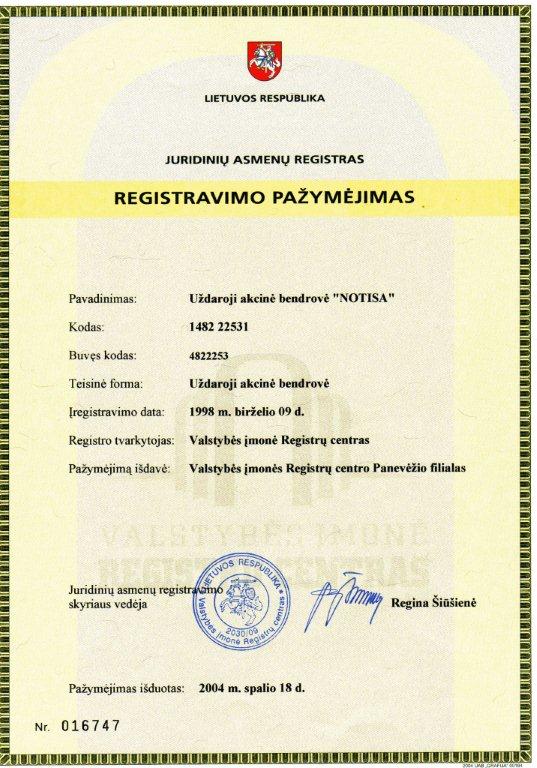 LIETUVOS RESPUBLIKA
JURIDINIŲ ASMENŲ REGISTRAS
REGISTRAVIMO PAŽYMĖJIMAS
Pavadinimas: Uždaroji akcinė bendrovė "NOTISA"
Kodas: 1482 22531
Buvęs kodas: 4822253
Teisinė forma: Uždaroji akcinė bendrovė
Įregistravimo data: 1998 m. birželio 09 d.
Registro tvarkytojas: Valstybės įmonė Registrų centras
Pažymėjimą išdavė: Valstybės įmonės Registrų centro Panevėžio filialas
VALSTYBĖS ĮMONĖ
REGISTRŲ CENTRAS
Juridinių asmenų registravimo
skyriaus vedėja
LIETUVOS RESPUBLIKA
Valstybės įmonė Registrų centras
2030/09
Regina Šiūšienė
Pažymėjimas išduotas: 2004 m. spalio 18 d.
Nr. 016747